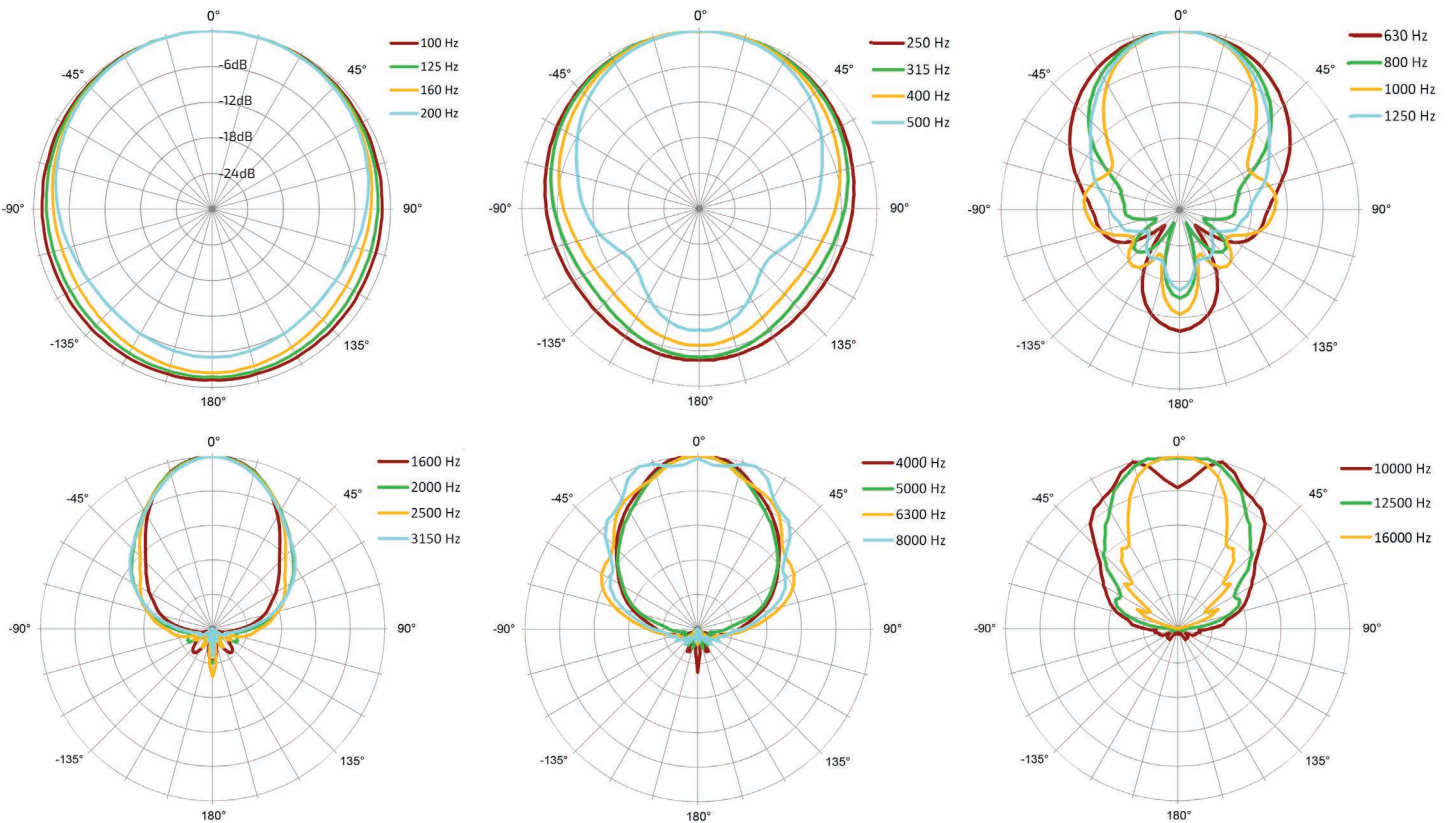 0°
-45°
45°
-6dB
-12dB
-18dB
-24dB
-90°
90°
-135°
135°
180°
100 Hz
125 Hz
160 Hz
200 Hz
0°
-45°
45°
-90°
90°
-135°
135°
180°
250 Hz
315 Hz
400 Hz
500 Hz
0°
-45°
45°
-90°
90°
-135°
135°
180°
630 Hz
800 Hz
1000 Hz
1250 Hz
0°
-45°
45°
-90°
90°
-135°
135°
180°
1600 Hz
2000 Hz
2500 Hz
3150 Hz
0°
-45°
45°
-90°
90°
-135°
135°
180°
4000 Hz
5000 Hz
6300 Hz
8000 Hz
0°
-45°
45°
-90°
90°
-135°
135°
180°
10000 Hz
12500 Hz
16000 Hz